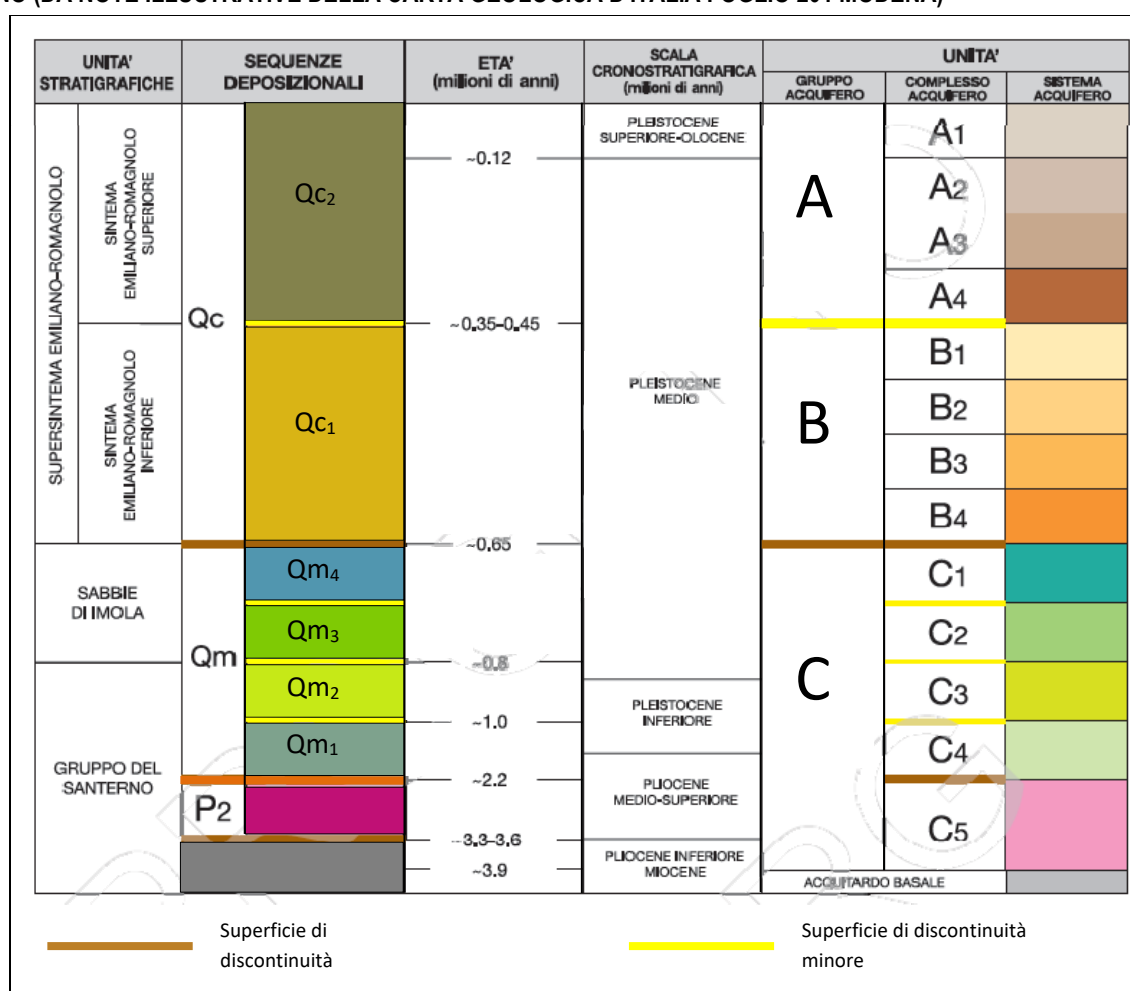 NO (DA NOTE ILLUSTRATIVE DELLA CARTA GEOLOGICA D'ITALIA FOGLIO 201 MODENA)
UNITA'
STRATIGRAFICHE
SEQUENZE
DEPOSIZIONALI
ETA'
(milioni di anni)
SCALA
CRONOSTRATIGRAFICA
(milioni di anni)
UNITA'
GRUPPO
ACQUIFERO
COMPLESSO
ACQUIFERO
SISTEMA
ACQUIFERO
SUPERSINTEMA EMILIANO-ROMAGNOLO
SINTEMA
EMILIANO-ROMAGNOLO
SUPERIORE
SINTEMA
EMILIANO-ROMAGNOLO
INFERIORE
SABBIE
DI IMOLA
GRUPPO DEL
SANTERNO
Qc
Qc2
Qc1
Qm
Qm4
Qm3
Qm2
Qm1
P2
~0.12
~0.35-0.45
~0.65
~0.8
~1.0
~2.2
~3.3-3.6
~3.9
PLEISTOCENE
SUPERIORE-OLOCENE
PLEISTOCENE
MEDIO
PLEISTOCENE
INFERIORE
PLIOCENE
MEDIO-SUPERIORE
PLIOCENE INFERIORE
MIOCENE
A
B
C
A1
A2
A3
A4
B1
B2
B3
B4
C1
C2
C3
C4
C5
ACQUITARDO BASALE
Superficie di
discontinuità
Superficie di discontinuità
minore